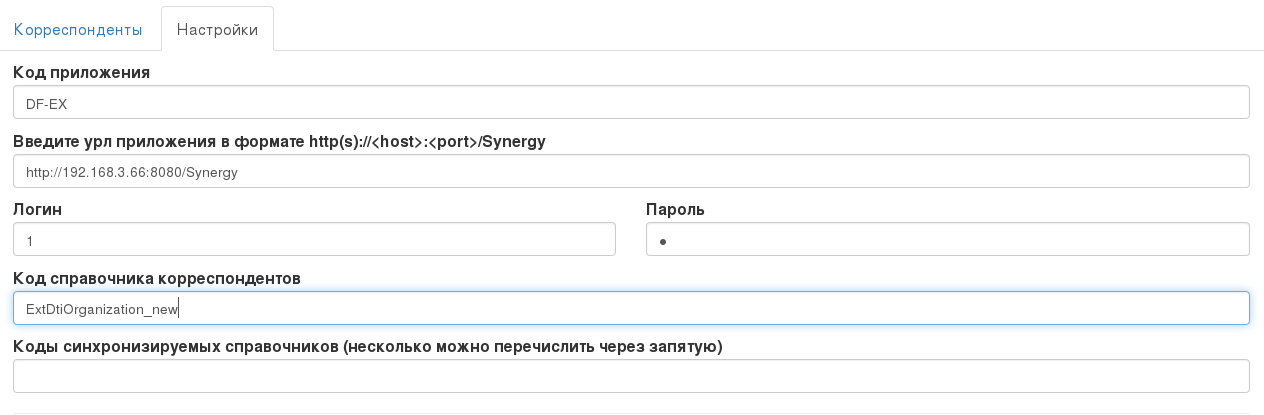 Корреспонденты Настройки
Код приложения
DF-EX
Введите урл приложения в формате http(s)://<host>:<port>/Synergy
http://192.168.3.66:8080/Synergy
Логин Пароль
1 •
Код справочника корреспондентов
ExtDtiOrganization_new
Коды синхронизируемых справочников (несколько можно перечислить через запятую)